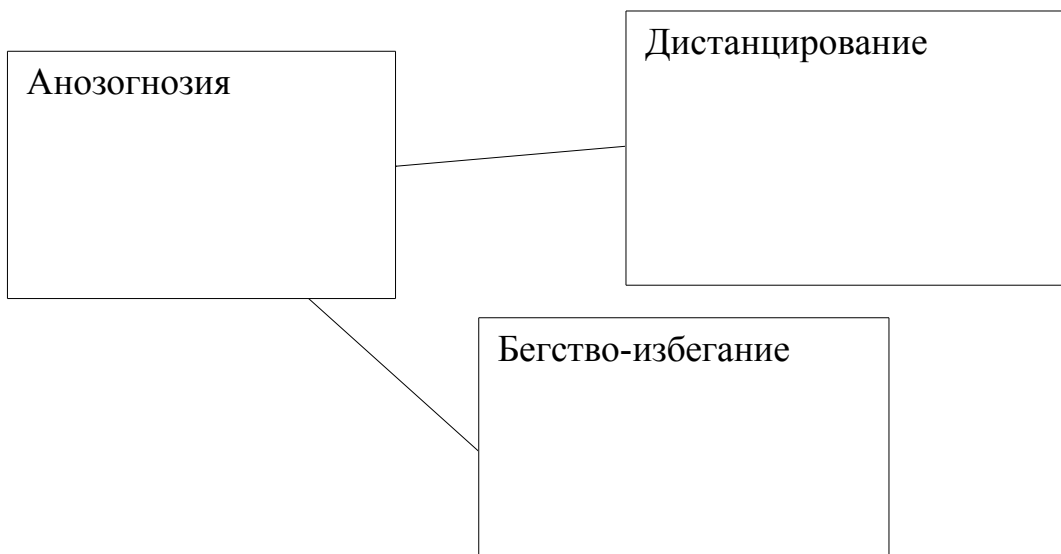 Анозогнозия
Дистанцирование
Бегство-избегание